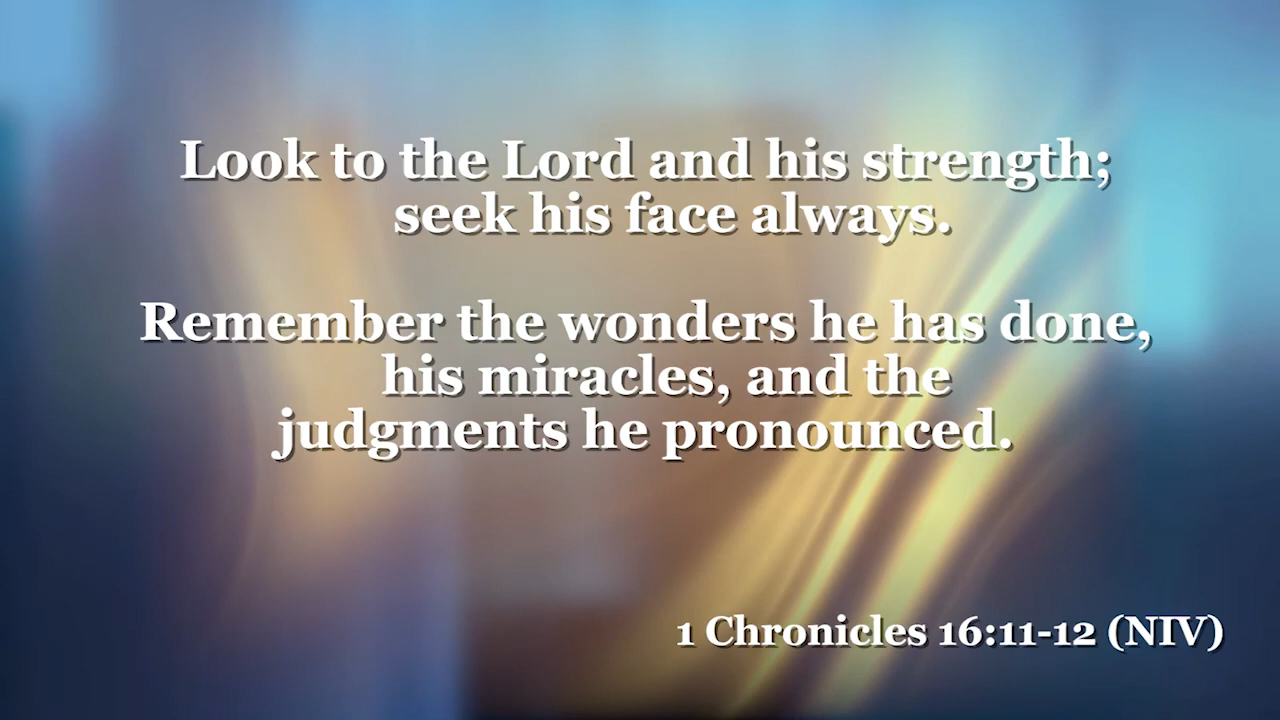 Look to the Lord and his strength;
seek his face always.
Remember the wonders he has done,
his miracles, and the
judgments he pronounced.
1 Chronicles 16:11-12 (NIV)